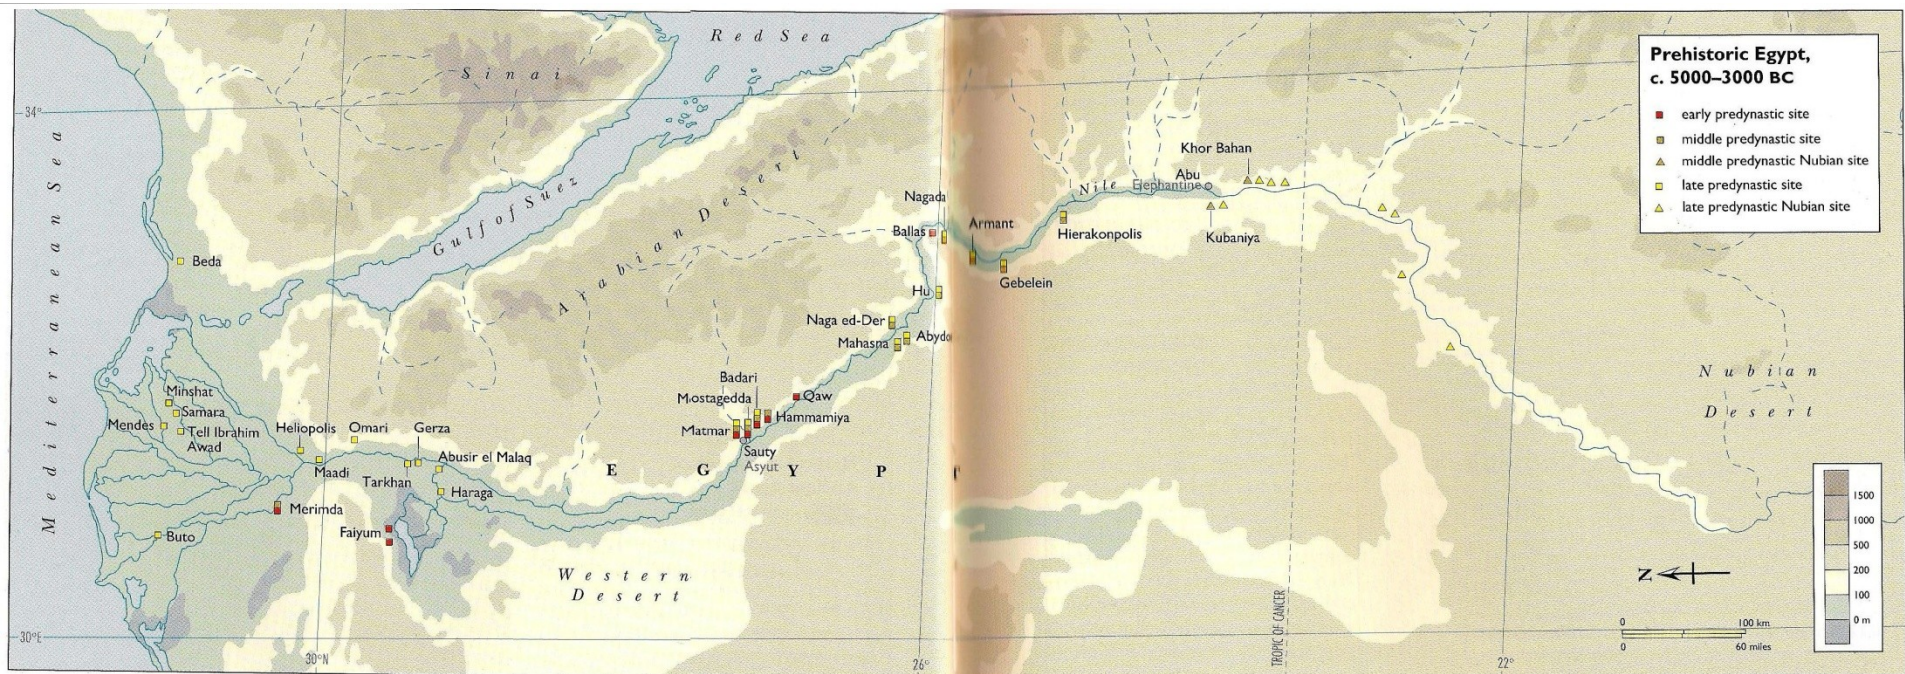 Prehistoric Egypt,
c. 5000–3000 BC
early predynastic site
middle predynastic site
middle predynastic Nubian site
late predynastic site
late predynastic Nubian site
Red Sea
Sinai
34°
Mediterranean Sea
Gulf of Suez
Arabian Desert
Khor Bahan
Abu
Nile
Elephantine
Nagada
Ballas
Armant
Hierakonpolis
Kubaniya
Beda
Gebelein
Hu
Naga ed-Der
Mahasna
Abydo
Badari
Mostagedda
Qaw
Hammamiya
Matmar
Sauty
Asyut
Nubian
Desert
Minshat
Samara
Mendes
Tell Ibrahim
Awad
Heliopolis
Omari
Gerza
Maadi
Abusir el Malaq
Tarkhan
Haraga
EGYPT
Merimda
Faiyum
Buto
Western
Desert
1500
1000
500
200
100
0 m
N
0 100 km
60 miles
30°E
30°N
26°
TROPIC OF CANCER
22°